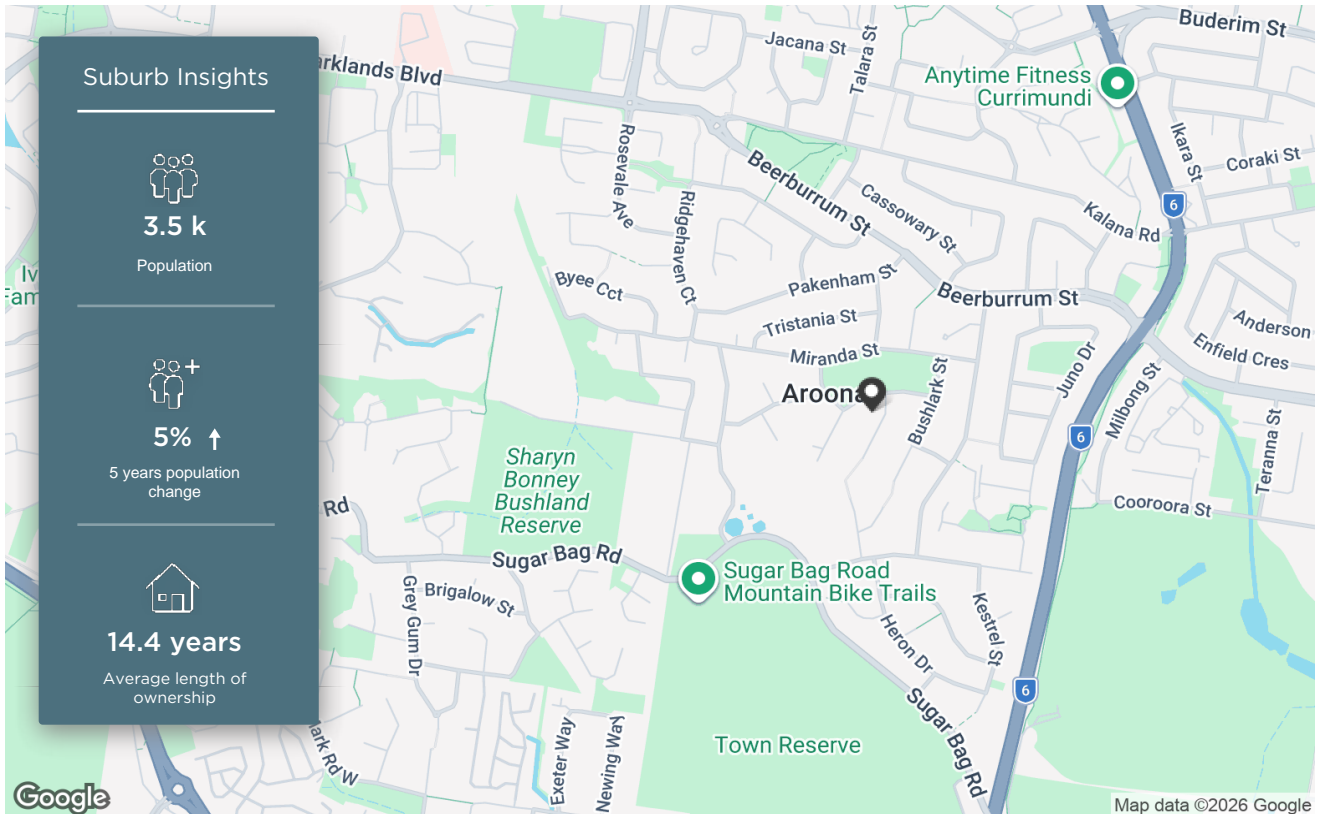 Suburb Insights
3.5 k
Population
5%
5 years population
change
14.4 years
Average length of
ownership
Buderim St
Jacana St
Talara St
Anytime Fitness
Currimundi
Ikara St
Coraki St
Rosevale Ave
Ridgehaven Ct
Beerburrum St
Cassowary St
Kalana Rd
6
Byee Cct
Pakenham St
Beerburrum St
Tristania St
Miranda St
Anderson
Enfield Cres
Juno Dr
Milbong St
Aroona
Bushlark St
6
Teranna St
Sharyn
Bonney
Bushland
Reserve
Cooroora St
Rd
Sugar Bag Rd
Sugar Bag Road
Mountain Bike Trails
Grey Gum Dr
Brigalow St
Heron Dr
Kestrel St
6
Sugar Bag Rd
Town Reserve
Exeter Way
Newing Way
Rd W
Google
Map data ©2026 Google